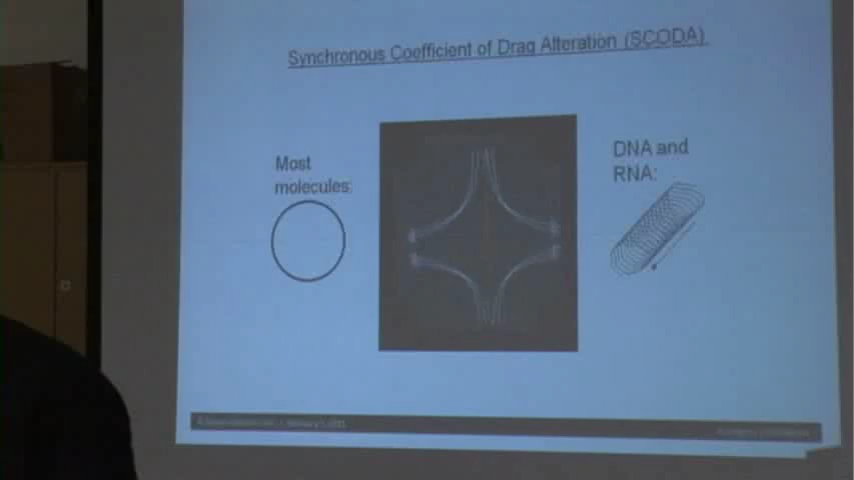 Synchronous Coefficient of Drag Alteration (SCODA)
Most
molecules:
DNA and
RNA: